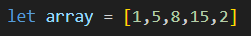 let array = [1,5,8,15,2]